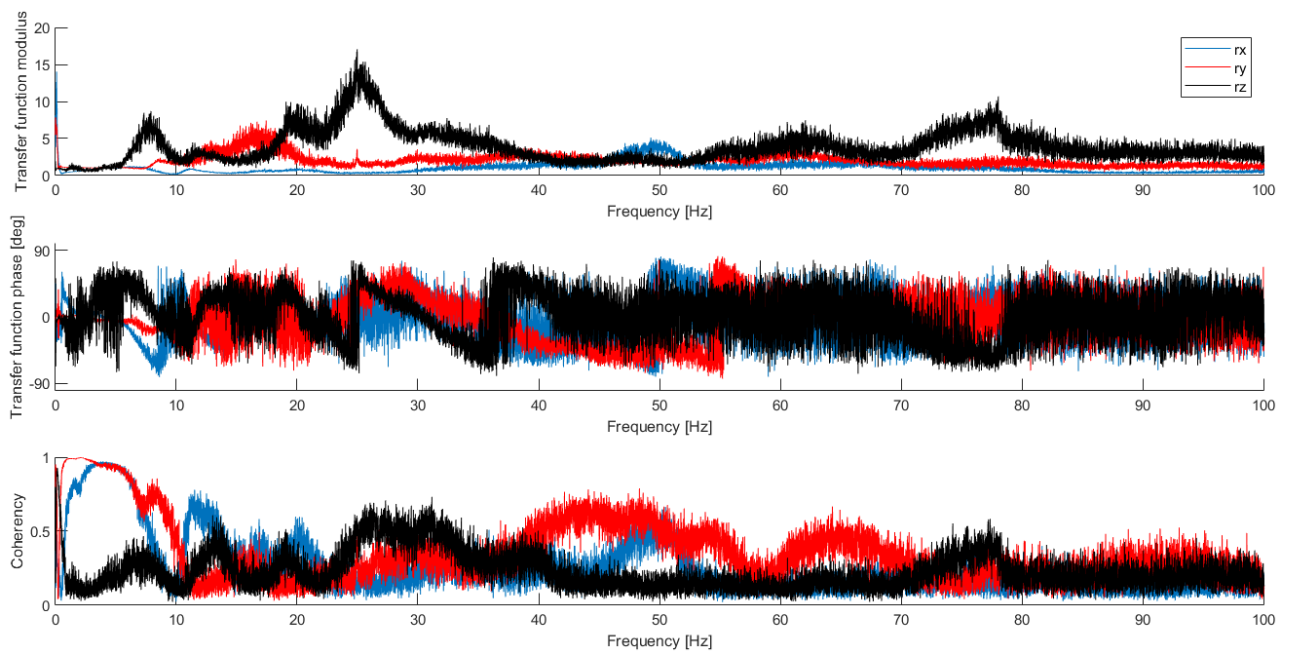 Transfer function modulus
20
15
10
5
0
0 10 20 30 40 50 60 70 80 90 100
Frequency [Hz]
rx
ry
rz
Transfer function phase [deg]
90
0
-90
0 10 20 30 40 50 60 70 80 90 100
Frequency [Hz]
Coherency
1
0.5
0
0 10 20 30 40 50 60 70 80 90 100
Frequency [Hz]